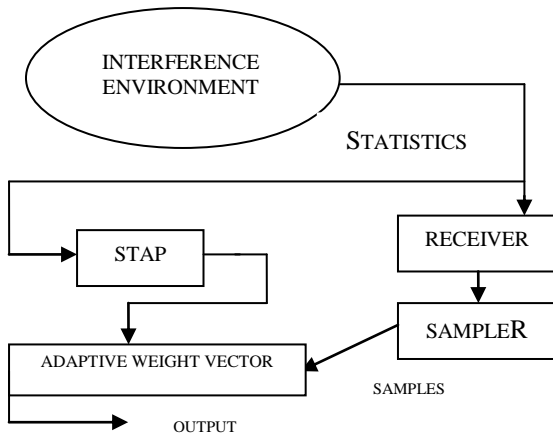 INTERFERENCE
ENVIRONMENT
STATISTICS
RECEIVER
STAP
SAMPLER
ADAPTIVE WEIGHT VECTOR
SAMPLES
OUTPUT